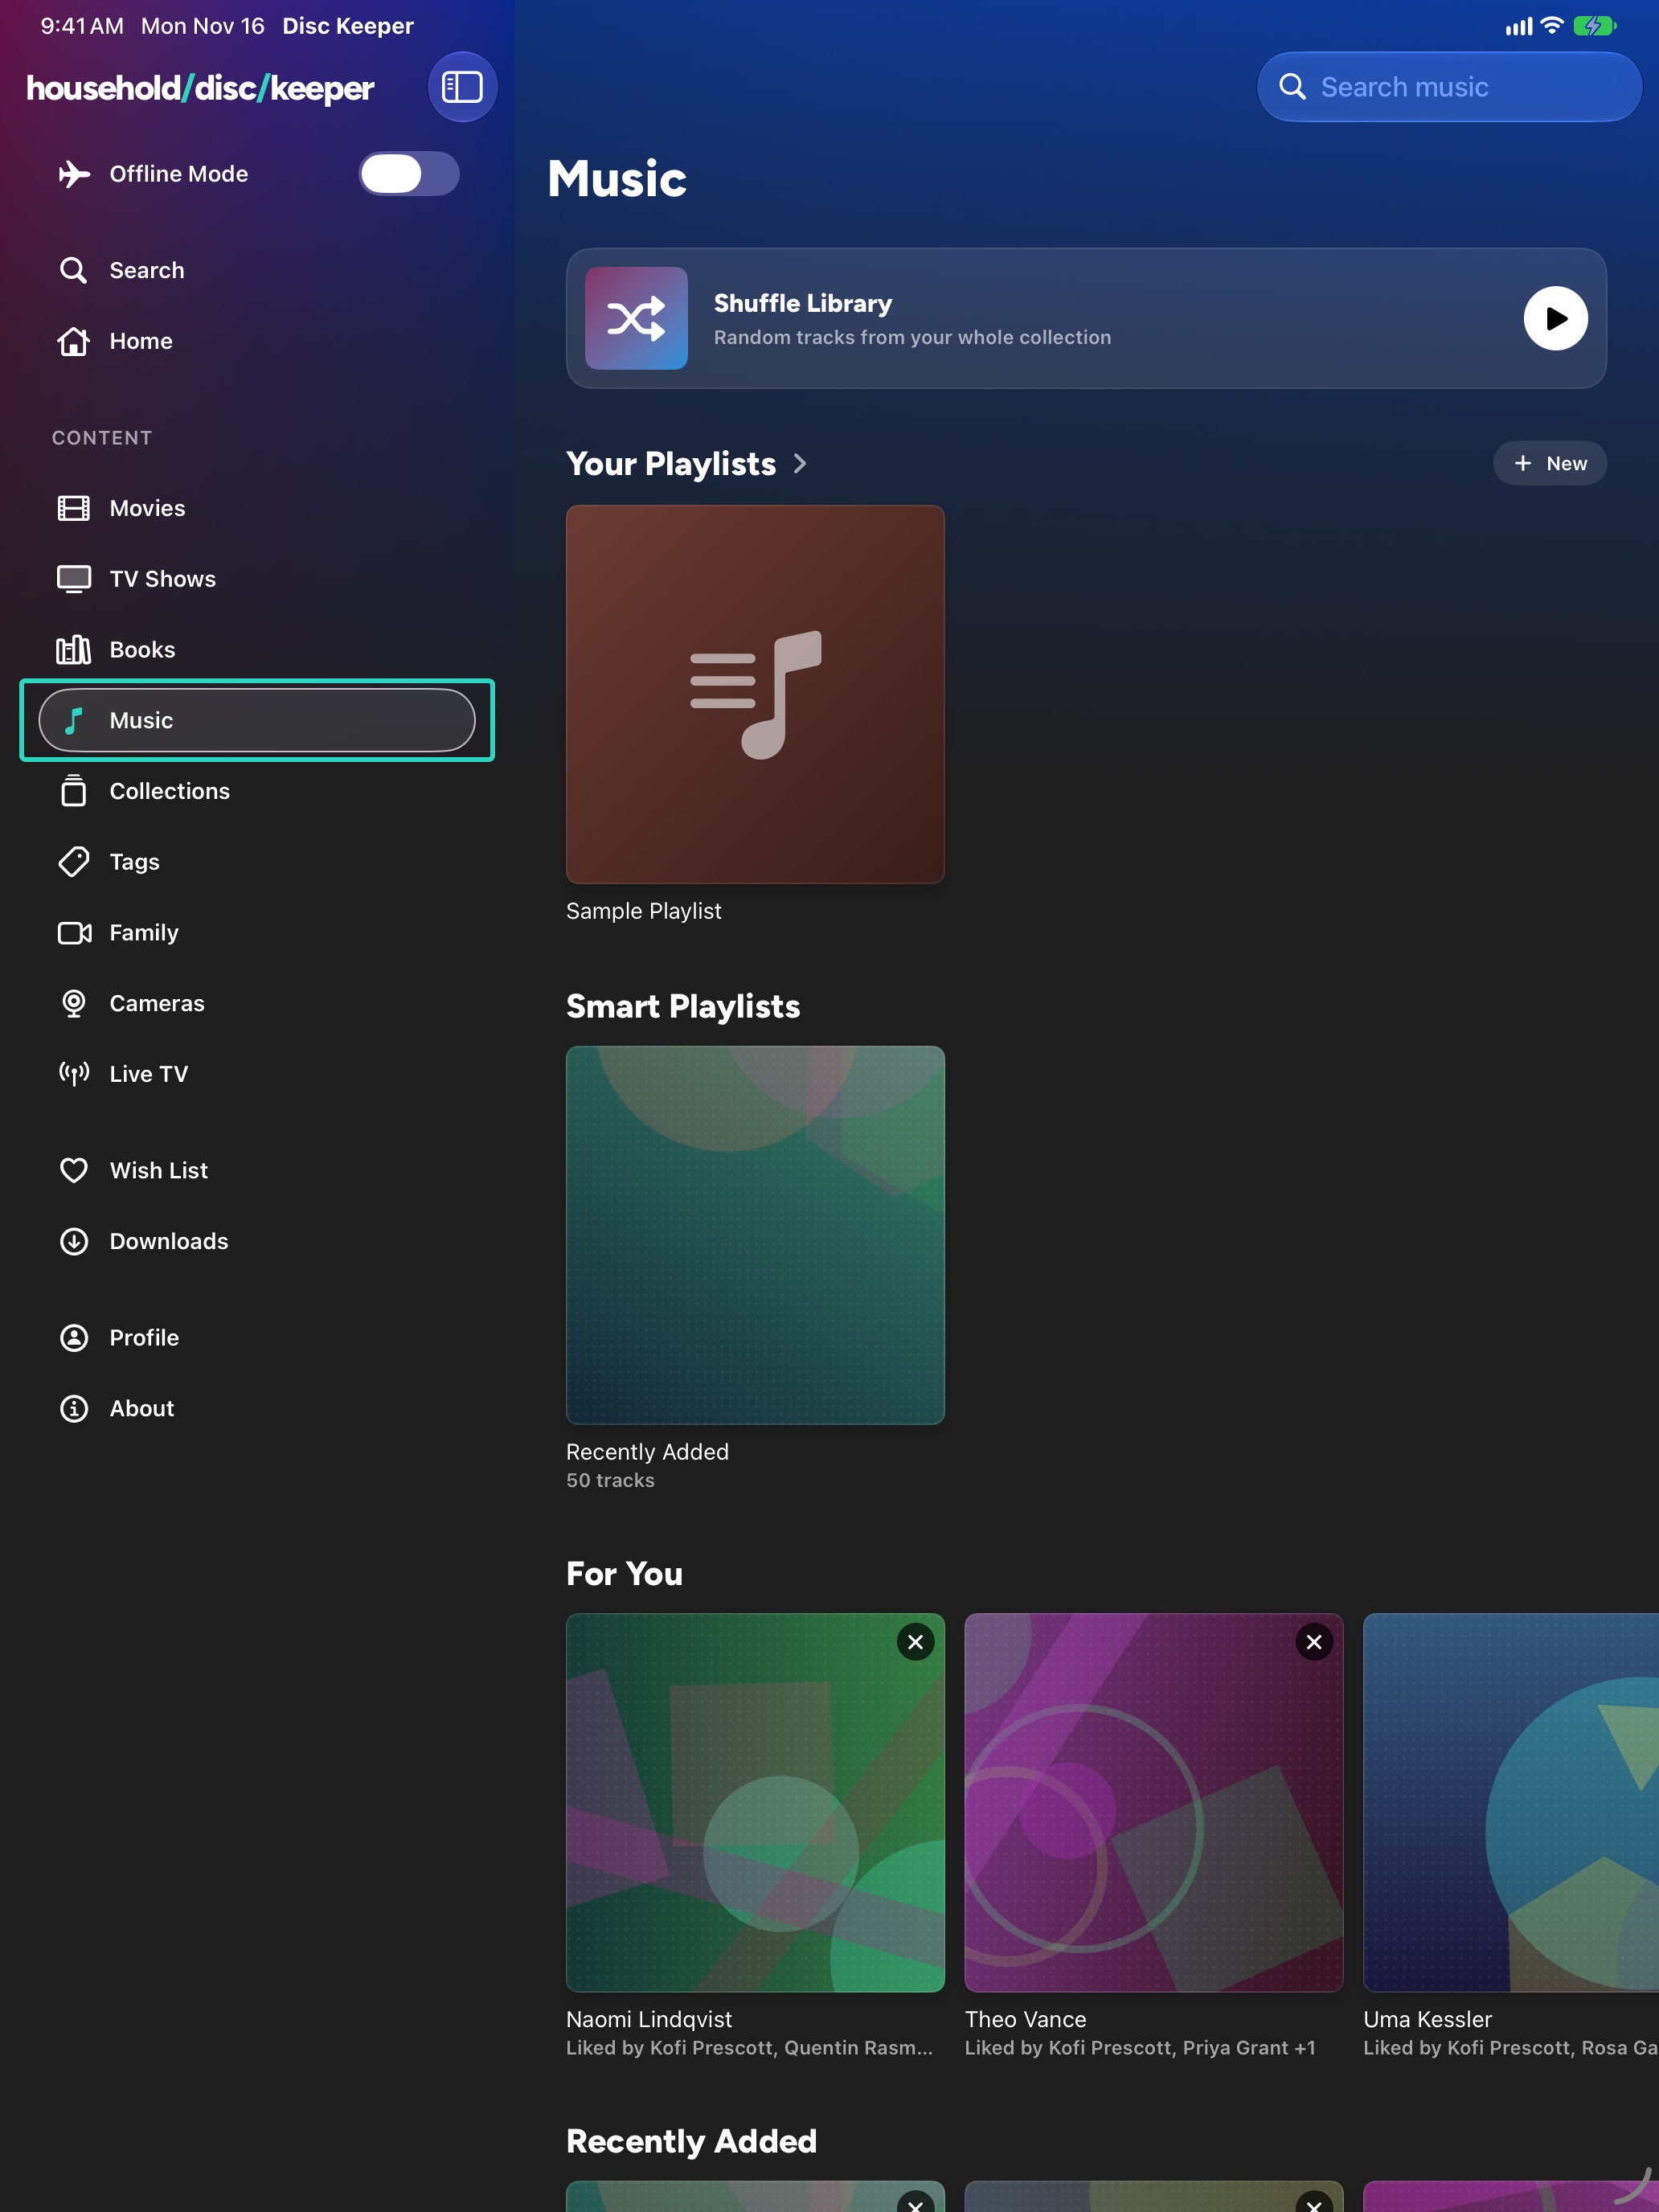 9:41 AM Mon Nov 16 Disc Keeper
household/disc/keeper
Offline Mode
Search
Home
CONTENT
Movies
TV Shows
Books
Music
Collections
Tags
Family
Cameras
Live TV
Wish List
Downloads
Profile
About
Search music
Music
Shuffle Library
Random tracks from your whole collection
Your Playlists
New
Sample Playlist
Smart Playlists
Recently Added
50 tracks
For You
Naomi Lindqvist
Liked by Kofi Prescott, Quentin Rasm...
Theo Vance
Liked by Kofi Prescott, Priya Grant +1
Uma Kessler
Liked by Kofi Prescott, Rosa Ga
Recently Added